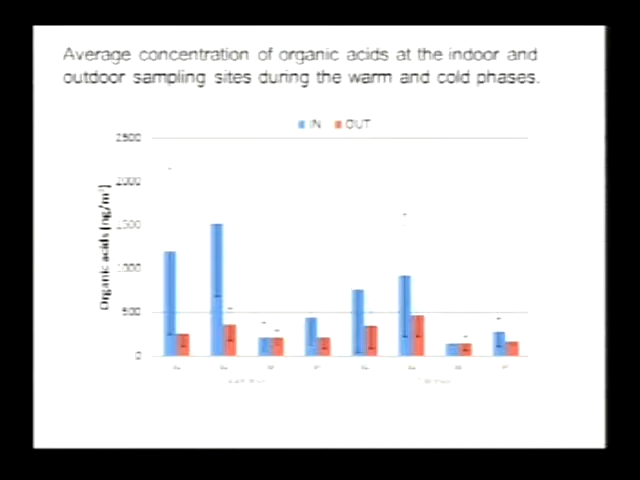 Average concentration of organic acids at the indoor and
outdoor sampling sites during the warm and cold phases.
IN OUT
2500
2000
1500
1000
500
0
Organic acids [ng/m³]